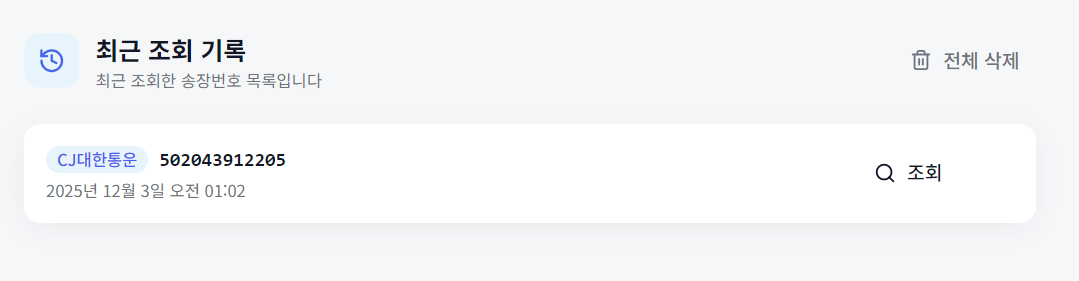 최근 조회 기록
최근 조회한 송장번호 목록입니다
전체 삭제
CJ대한통운 502043912205
2025년 12월 3일 오전 01:02
조회